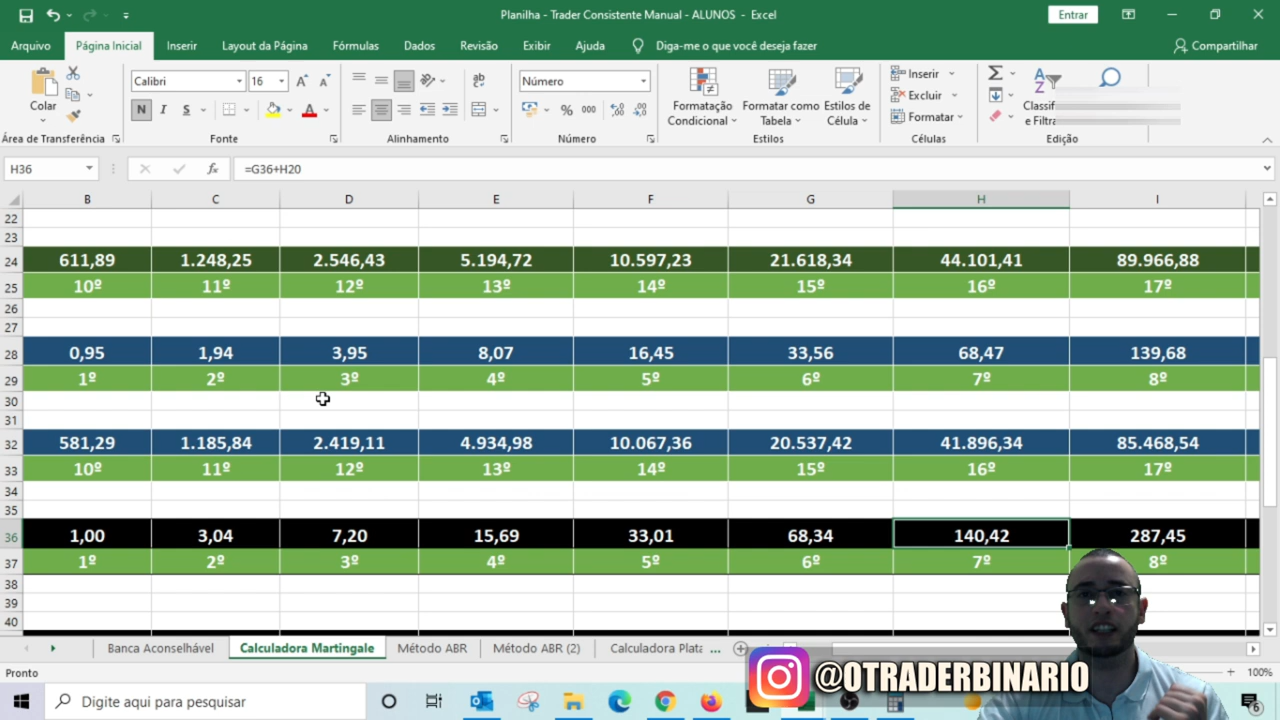 Planilha - Trader Consistente Manual - ALUNOS - Excel
Entrar
Arquivo Página Inicial Inserir Layout da Página Fórmulas Dados Revisão Exibir Ajuda Diga-me o que você deseja fazer Compartilhar
Colar
Calibri 16
N I S
Número
% 000
Formatação Condicional
Formatar como Tabela
Estilos de Célula
Inserir
Excluir
Formatar
Área de Transferência Fonte Alinhamento Número Estilos Células Edição
H36 fx =G36+H20
B C D E F G H I
22
23
24 611,89 1.248,25 2.546,43 5.194,72 10.597,23 21.618,34 44.101,41 89.966,88
25 10º 11º 12º 13º 14º 15º 16º 17º
26
27
28 0,95 1,94 3,95 8,07 16,45 33,56 68,47 139,68
29 1º 2º 3º 4º 5º 6º 7º 8º
30
31
32 581,29 1.185,84 2.419,11 4.934,98 10.067,36 20.537,42 41.896,34 85.468,54
33 10º 11º 12º 13º 14º 15º 16º 17º
34
35
36 1,00 3,04 7,20 15,69 33,01 68,34 140,42 287,45
37 1º 2º 3º 4º 5º 6º 7º 8º
38
39
40
Banca Aconselhável Calculadora Martingale Método ABR Método ABR (2) Calculadora Plata ...
Pronto
100%
@OTRADERBINARIO
Digite aqui para pesquisar
6